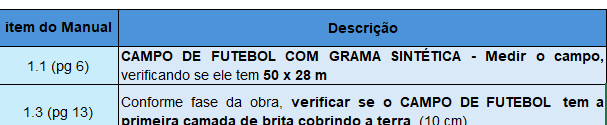 item do Manual Descrição
1.1 (pg 6) CAMPO DE FUTEBOL COM GRAMA SINTÉTICA - Medir o campo,
verificando se ele tem 50 x 28 m
1.3 (pg 13) Conforme fase da obra, verificar se o CAMPO DE FUTEBOL tem a
primeira camada de brita cobrindo a terra (10 cm)